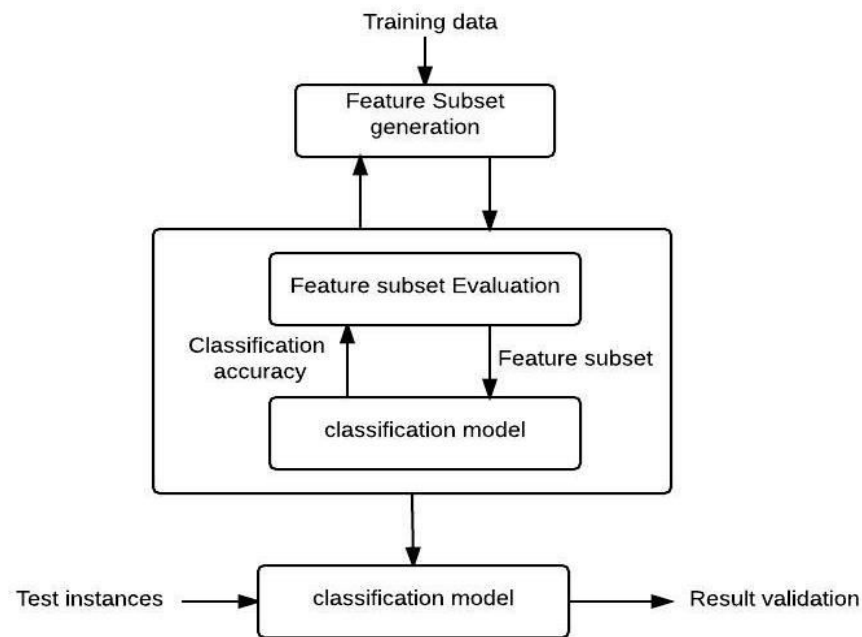 Training data
Feature Subset
generation
Feature subset Evaluation
Classification
accuracy
Feature subset
classification model
Test instances
classification model
Result validation